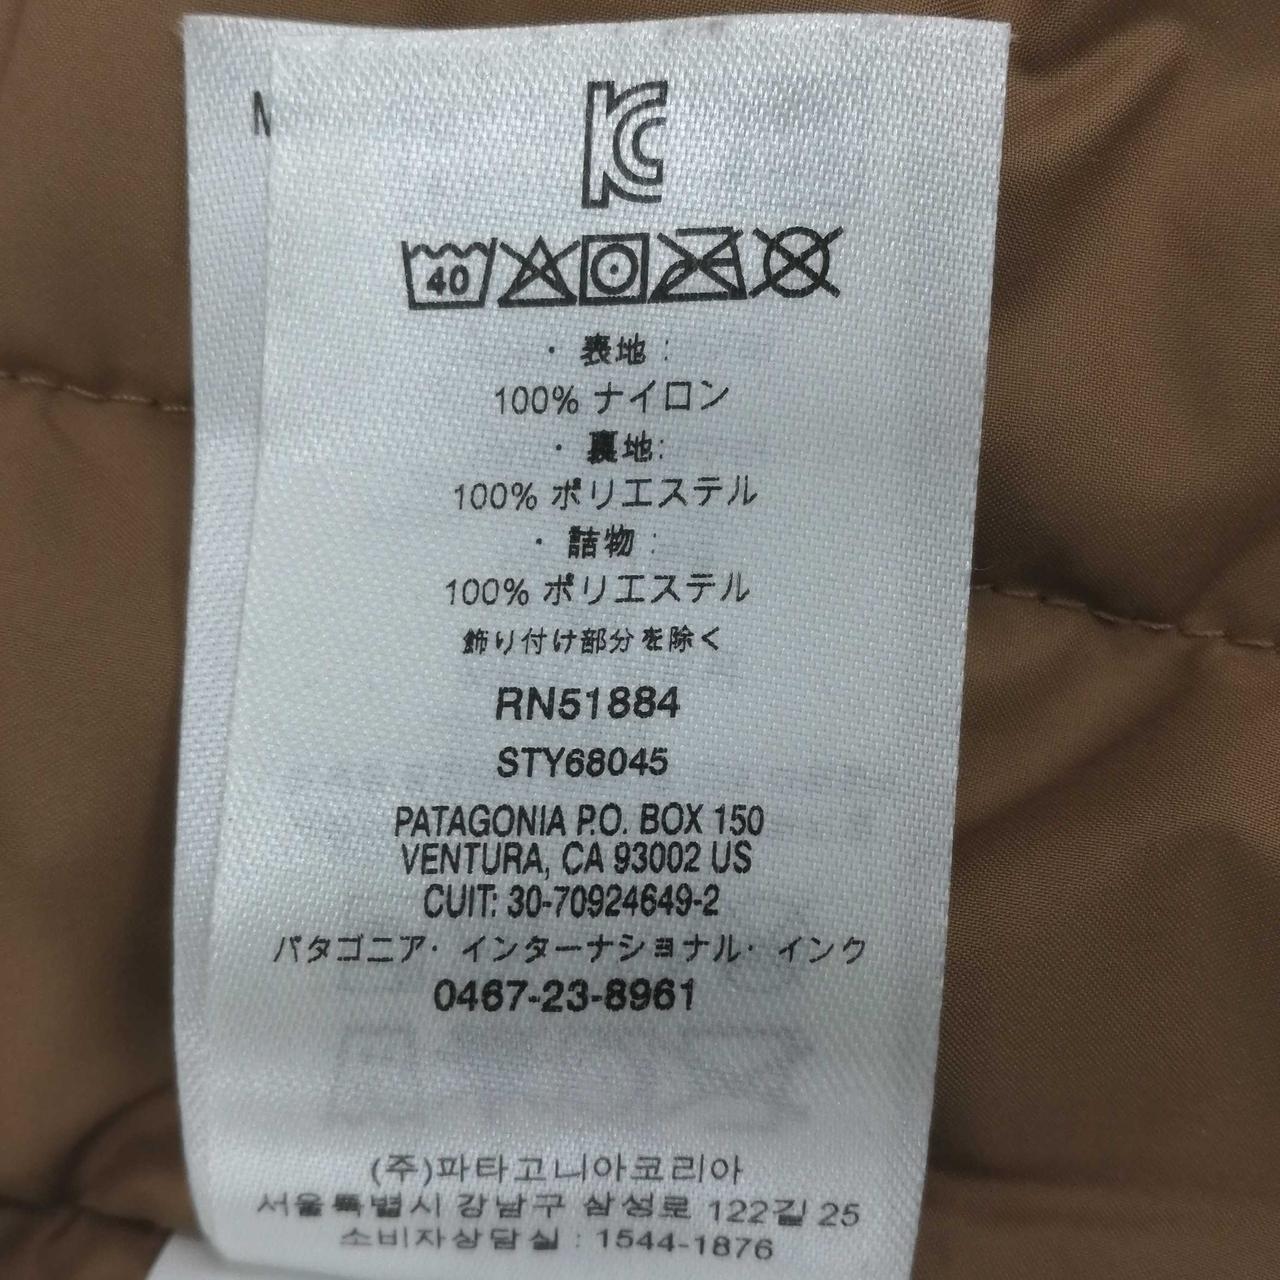 M
KC
40
・表地:
100% ナイロン
・裏地:
100% ポリエステル
・詰物:
100% ポリエステル
飾り付け部分を除く
RN51884
STY68045
PATAGONIA P.O. BOX 150
VENTURA, CA 93002 US
CUIT: 30-70924649-2
パタゴニア・インターナショナル・インク
0467-23-8961
(주)파타고니아코리아
서울특별시 강남구 삼성로 122길 25
소비자상담실 : 1544-1876